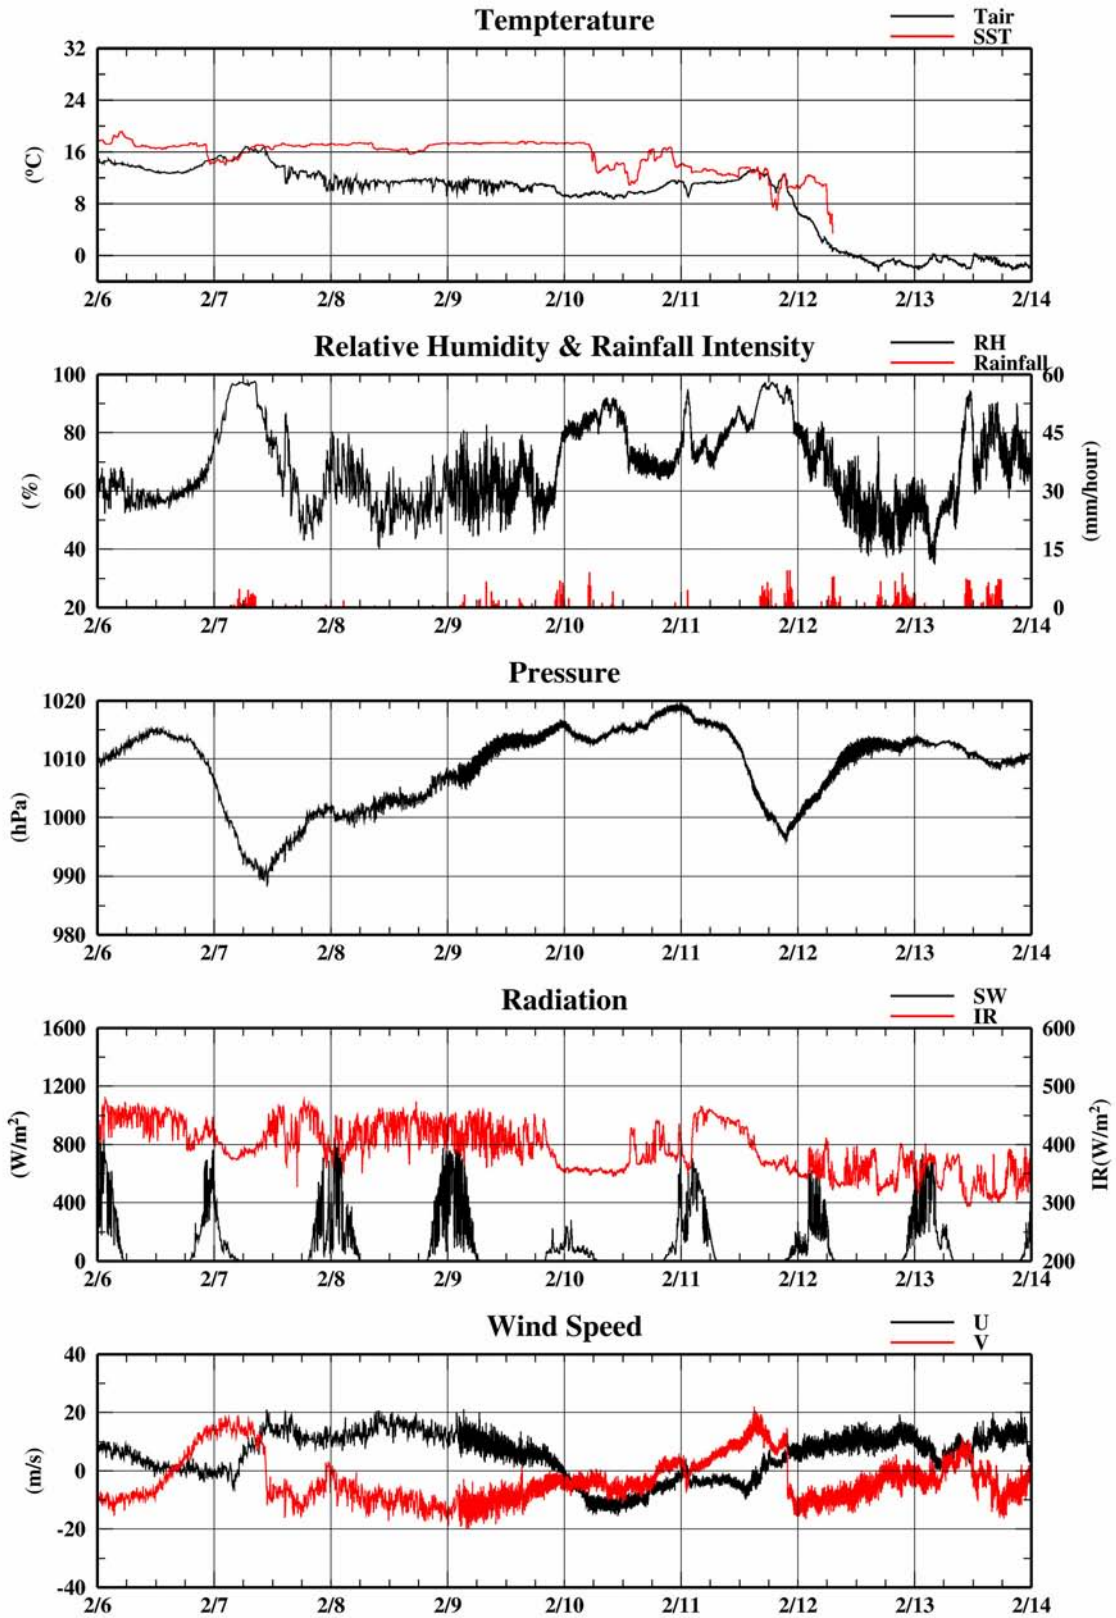 Tempterature
Tair
SST
32
24
16
8
0
(°C)
2/6 2/7 2/8 2/9 2/10 2/11 2/12 2/13 2/14
Relative Humidity & Rainfall Intensity
RH
Rainfall
100
80
60
40
20
(%)
60
45
30
15
0
(mm/hour)
2/6 2/7 2/8 2/9 2/10 2/11 2/12 2/13 2/14
Pressure
1020
1010
1000
990
980
(hPa)
2/6 2/7 2/8 2/9 2/10 2/11 2/12 2/13 2/14
Radiation
SW
IR
1600
1200
800
400
0
(W/m²)
600
500
400
300
200
IR(W/m²)
2/6 2/7 2/8 2/9 2/10 2/11 2/12 2/13 2/14
Wind Speed
U
V
40
20
0
-20
-40
(m/s)
2/6 2/7 2/8 2/9 2/10 2/11 2/12 2/13 2/14